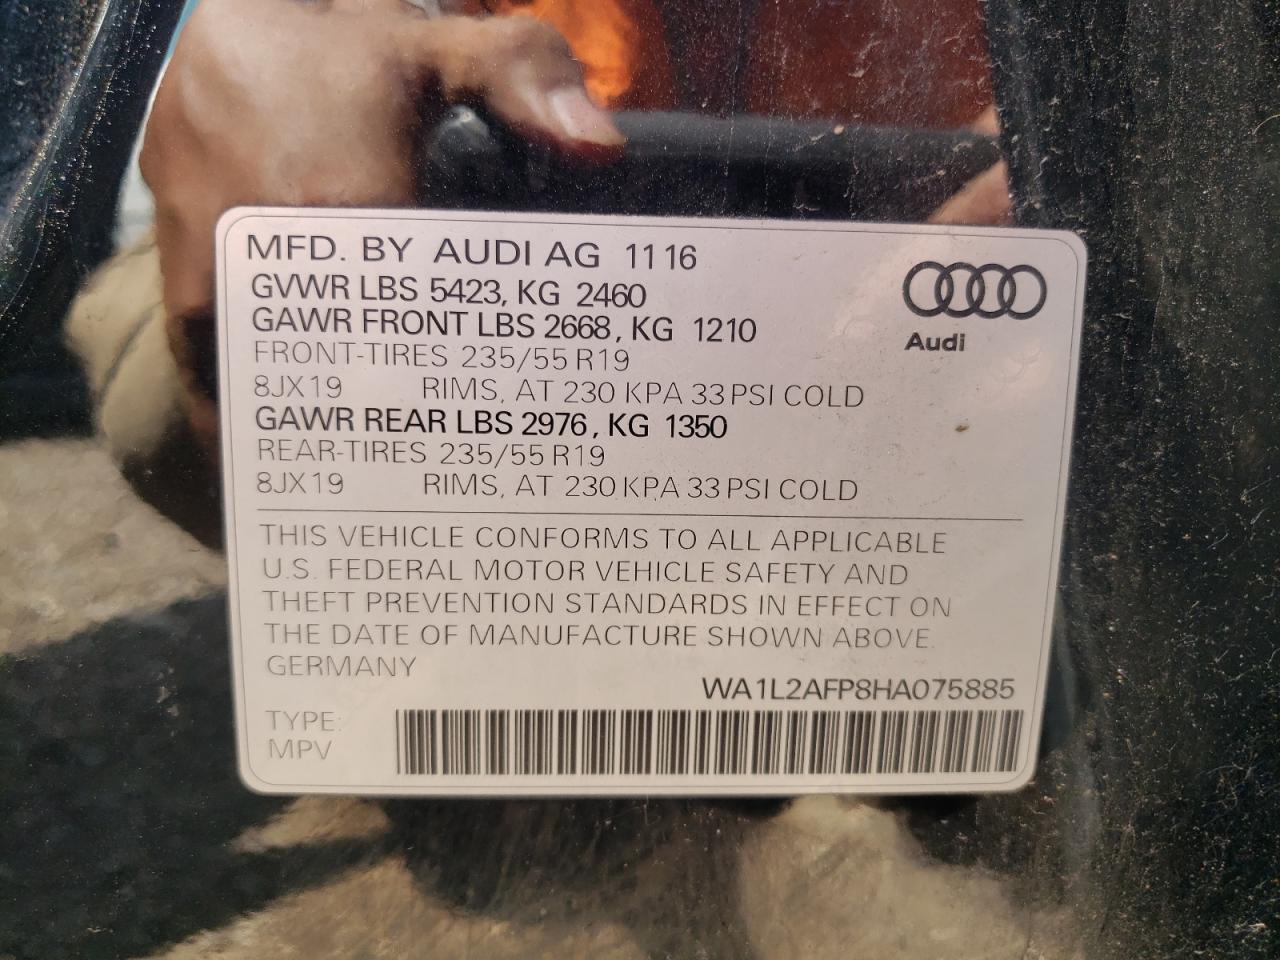 MFD. BY AUDI AG 11 16
GVWR LBS 5423, KG 2460
GAWR FRONT LBS 2668, KG 1210
FRONT-TIRES 235/55 R19
8JX19 RIMS, AT 230 KPA 33 PSI COLD
GAWR REAR LBS 2976, KG 1350
REAR-TIRES 235/55 R19
8JX19 RIMS, AT 230 KPA 33 PSI COLD
Audi
THIS VEHICLE CONFORMS TO ALL APPLICABLE
U.S. FEDERAL MOTOR VEHICLE SAFETY AND
THEFT PREVENTION STANDARDS IN EFFECT ON
THE DATE OF MANUFACTURE SHOWN ABOVE.
GERMANY
WA1L2AFP8HA075885
TYPE:
MPV